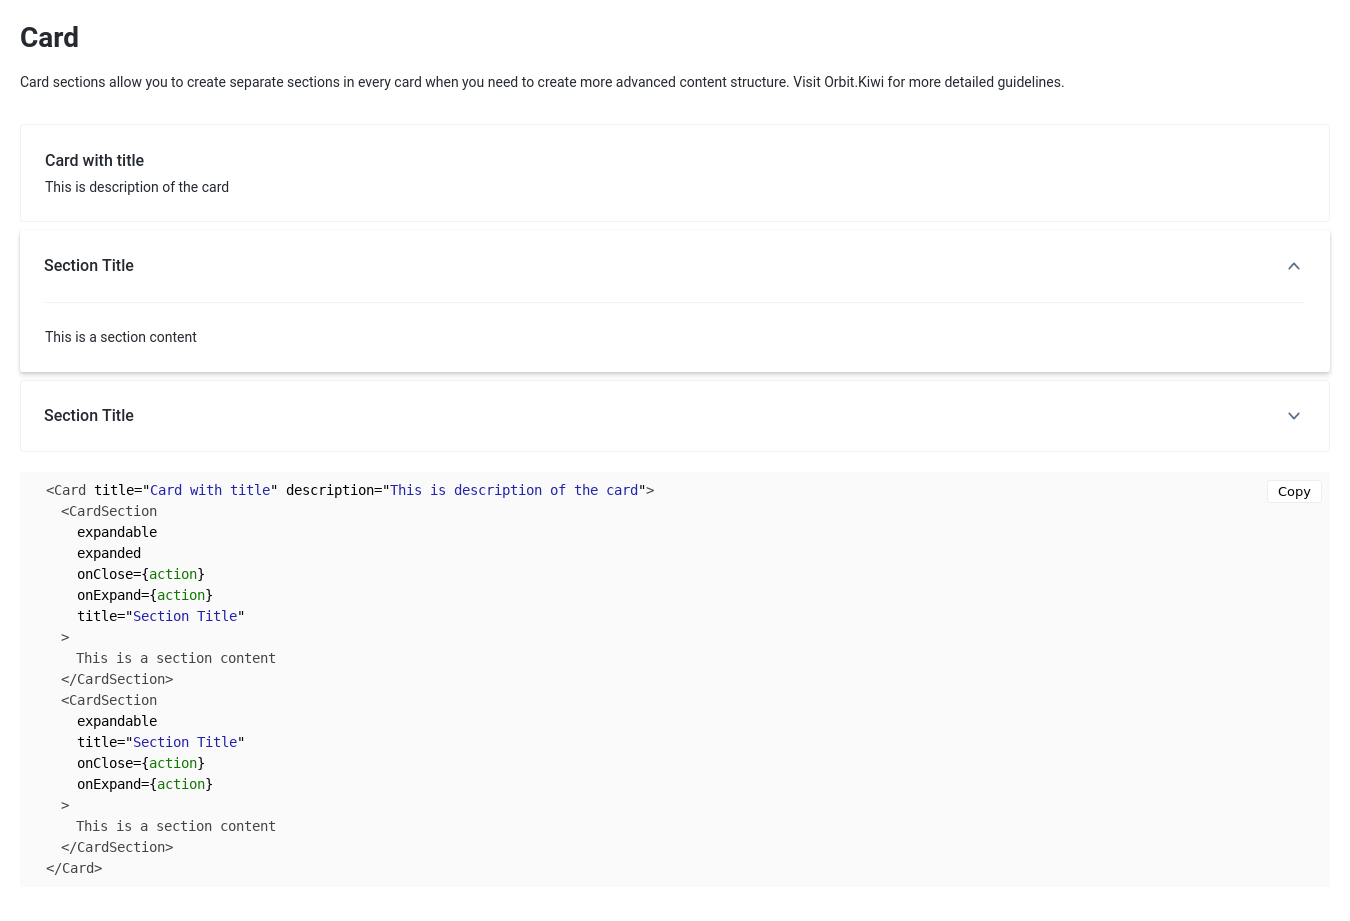 Card
Card sections allow you to create separate sections in every card when you need to create more advanced content structure. Visit Orbit.Kiwi for more detailed guidelines.
Card with title
This is description of the card
Section Title
This is a section content
Section Title
<Card title="Card with title" description="This is description of the card">
Copy
<CardSection
expandable
expanded
onClose={action}
onExpand={action}
title="Section Title"
>
This is a section content
</CardSection>
<CardSection
expandable
title="Section Title"
onClose={action}
onExpand={action}
>
This is a section content
</CardSection>
</Card>